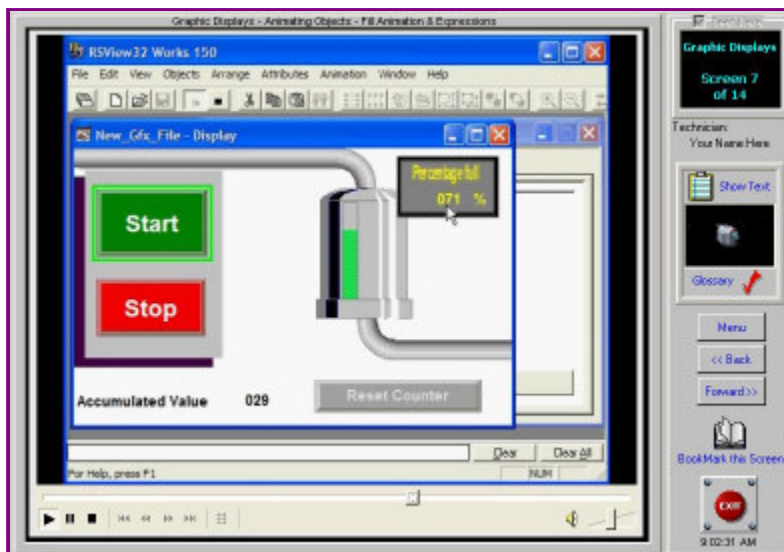 Graphic Displays - Animating Objects - Fill Animation & Expressions
RSView32 Works 150
File Edit View Objects Arrange Attributes Animation Window Help
New_Gfx_File - Display
Percentage full
071 %
Start
Stop
Accumulated Value 029
Reset Counter
Clear
Clear All
For Help, press F1
NUM
Graphic Displays
Screen 7
of 14
Technician:
Your Name Here
Show Text
Glossary
Menu
<< Back
Forward >>
BookMark this Screen
EXIT
9:02:31 AM